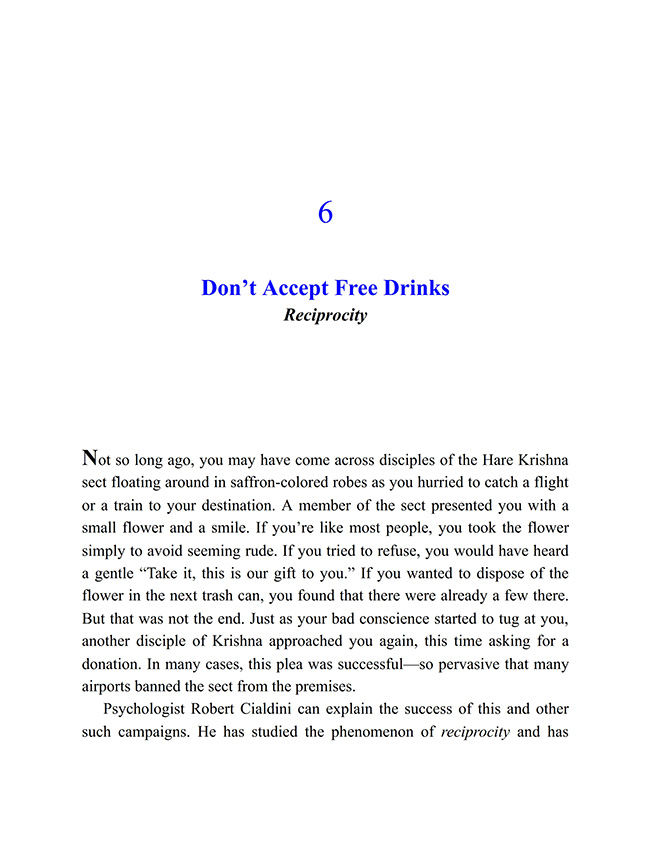 6
Don’t Accept Free Drinks
Reciprocity
Not so long ago, you may have come across disciples of the Hare Krishna
sect floating around in saffron-colored robes as you hurried to catch a flight
or a train to your destination. A member of the sect presented you with a
small flower and a smile. If you’re like most people, you took the flower
simply to avoid seeming rude. If you tried to refuse, you would have heard
a gentle “Take it, this is our gift to you.” If you wanted to dispose of the
flower in the next trash can, you found that there were already a few there.
But that was not the end. Just as your bad conscience started to tug at you,
another disciple of Krishna approached you again, this time asking for a
donation. In many cases, this plea was successful—so pervasive that many
airports banned the sect from the premises.
Psychologist Robert Cialdini can explain the success of this and other
such campaigns. He has studied the phenomenon of reciprocity and has